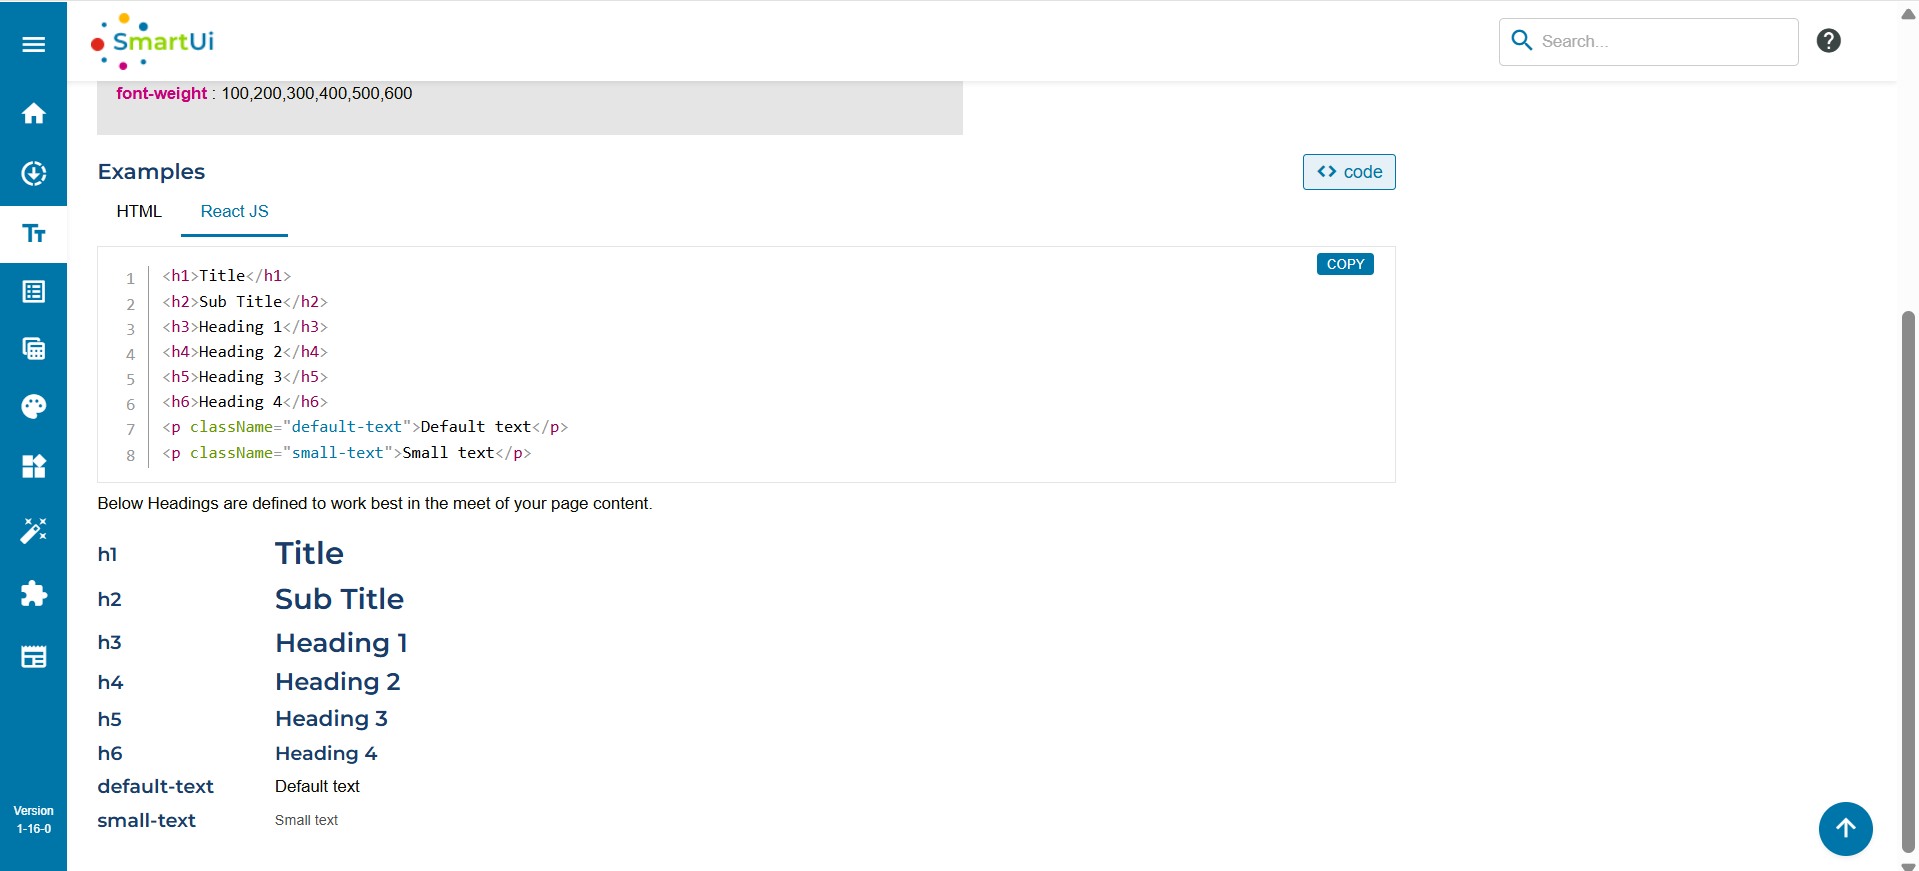 SmartUi
Search...
font-weight : 100,200,300,400,500,600
Examples
<> code
HTML React JS
COPY
1 <h1>Title</h1>
2 <h2>Sub Title</h2>
3 <h3>Heading 1</h3>
4 <h4>Heading 2</h4>
5 <h5>Heading 3</h5>
6 <h6>Heading 4</h6>
7 <p className="default-text">Default text</p>
8 <p className="small-text">Small text</p>
Below Headings are defined to work best in the meet of your page content.
h1 Title
h2 Sub Title
h3 Heading 1
h4 Heading 2
h5 Heading 3
h6 Heading 4
default-text Default text
small-text Small text
Version
1-16-0